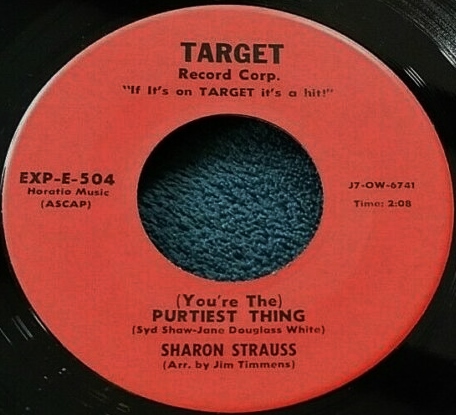 TARGET
Record Corp.
"If It's on TARGET it's a hit!"
EXP-E-504
Horatio Music
(ASCAP)
J7-OW-6741
Time: 2:08
(You're The)
PURTIEST THING
(Syd Shaw-Jane Douglass White)
SHARON STRAUSS
(Arr. by Jim Timmens)